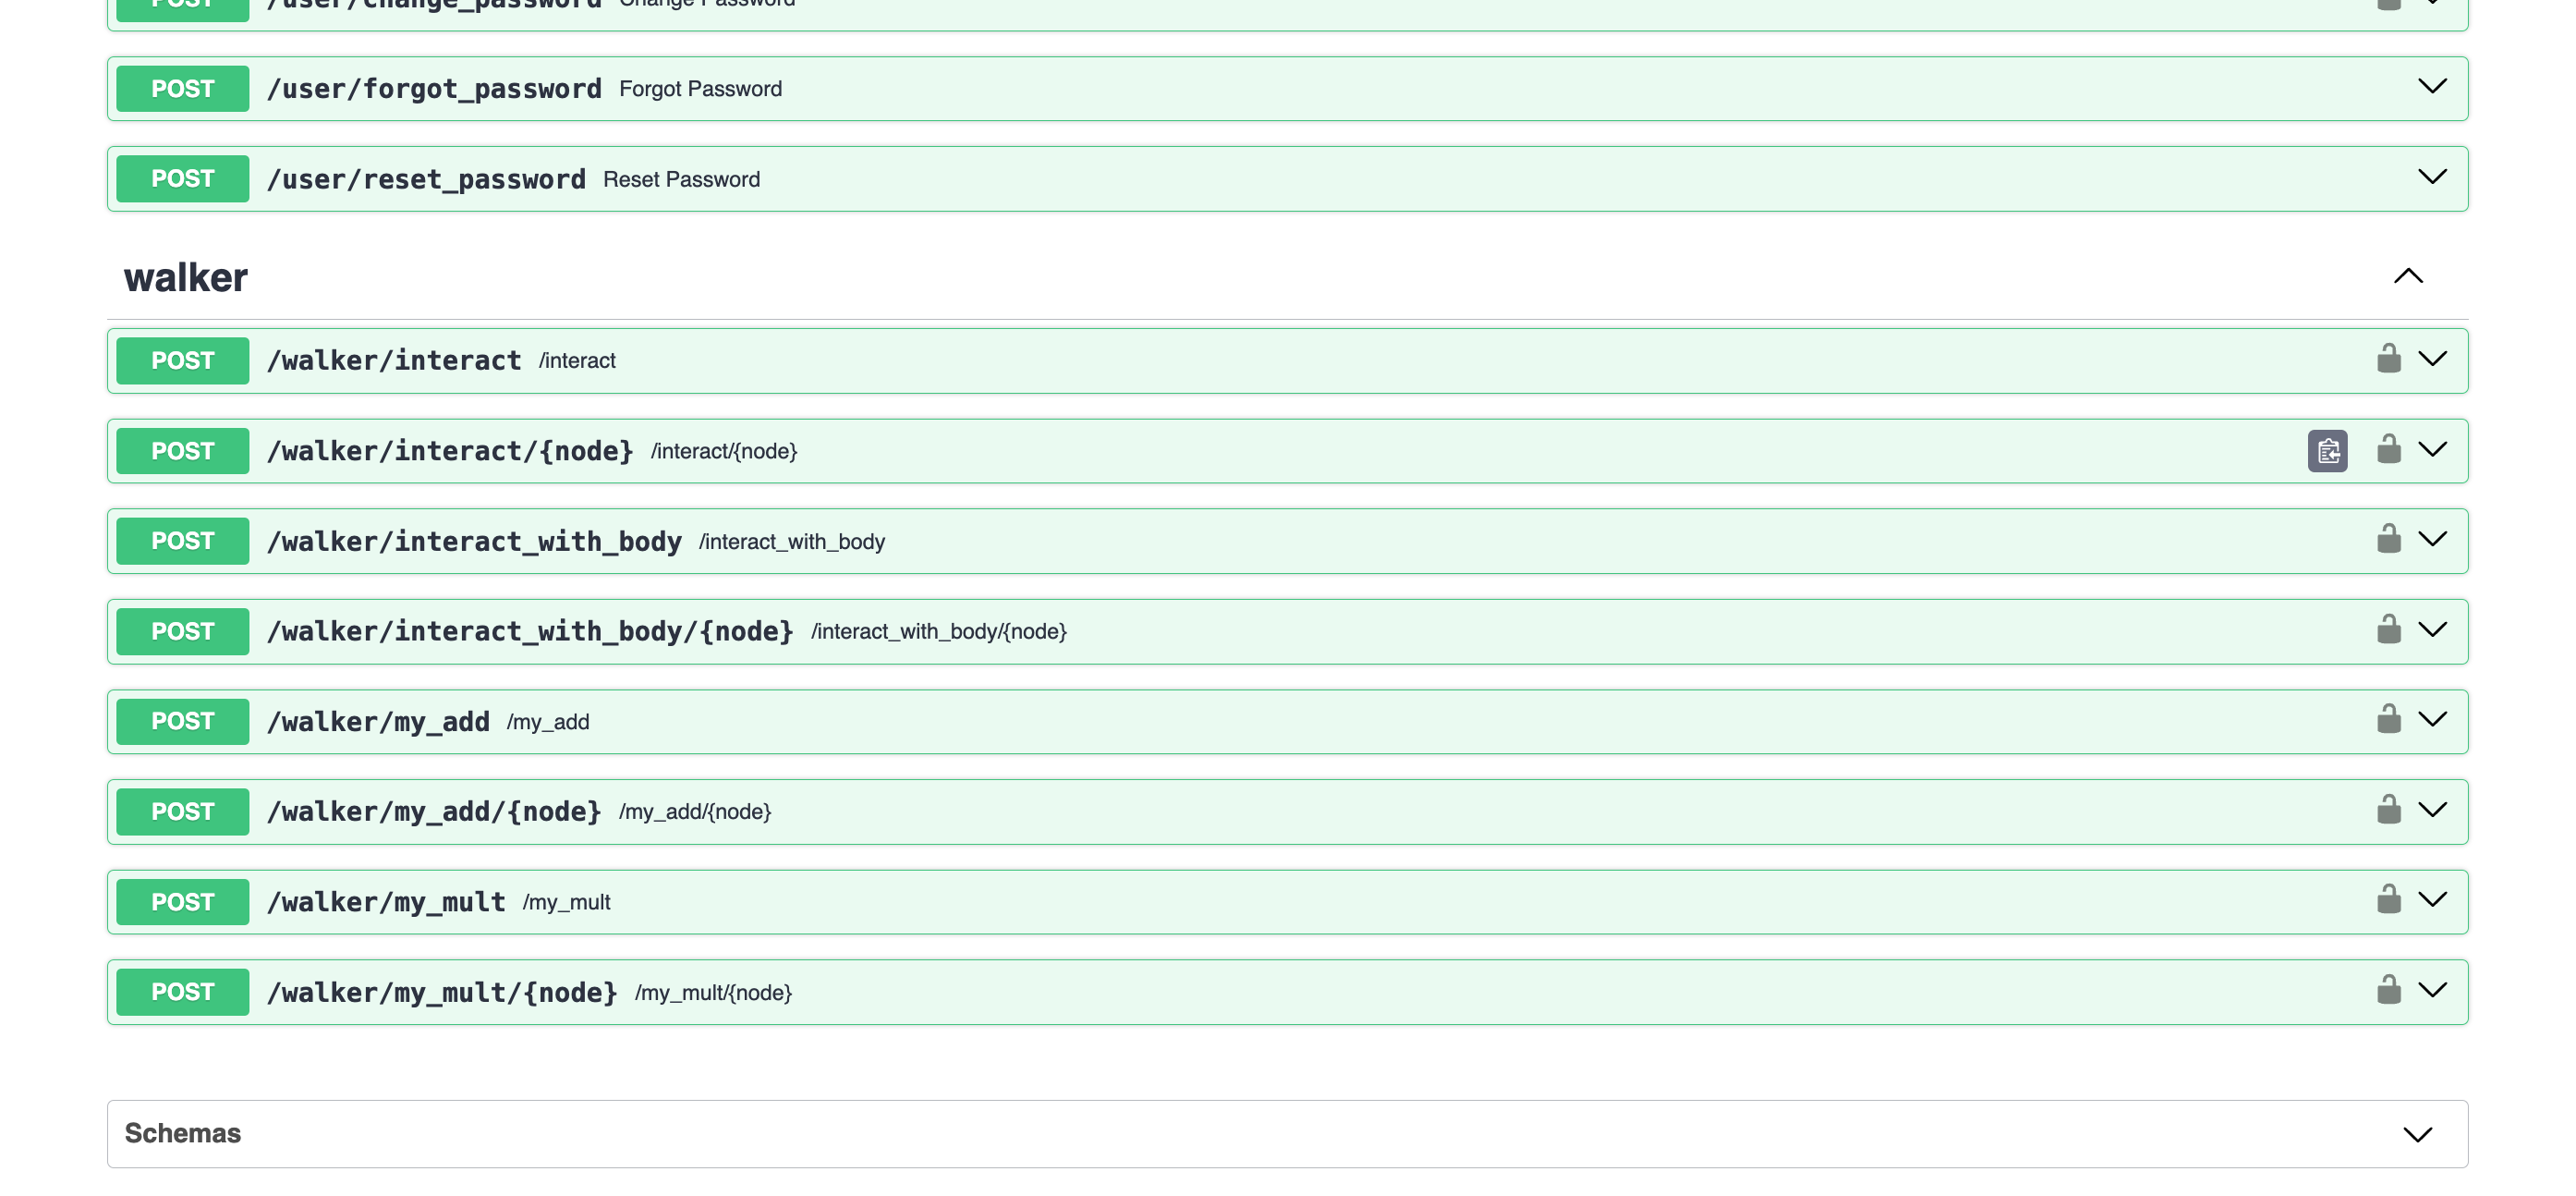 POST /user/change_password Change Password
POST /user/forgot_password Forgot Password
POST /user/reset_password Reset Password
walker
POST /walker/interact /interact
POST /walker/interact/{node} /interact/{node}
POST /walker/interact_with_body /interact_with_body
POST /walker/interact_with_body/{node} /interact_with_body/{node}
POST /walker/my_add /my_add
POST /walker/my_add/{node} /my_add/{node}
POST /walker/my_mult /my_mult
POST /walker/my_mult/{node} /my_mult/{node}
Schemas